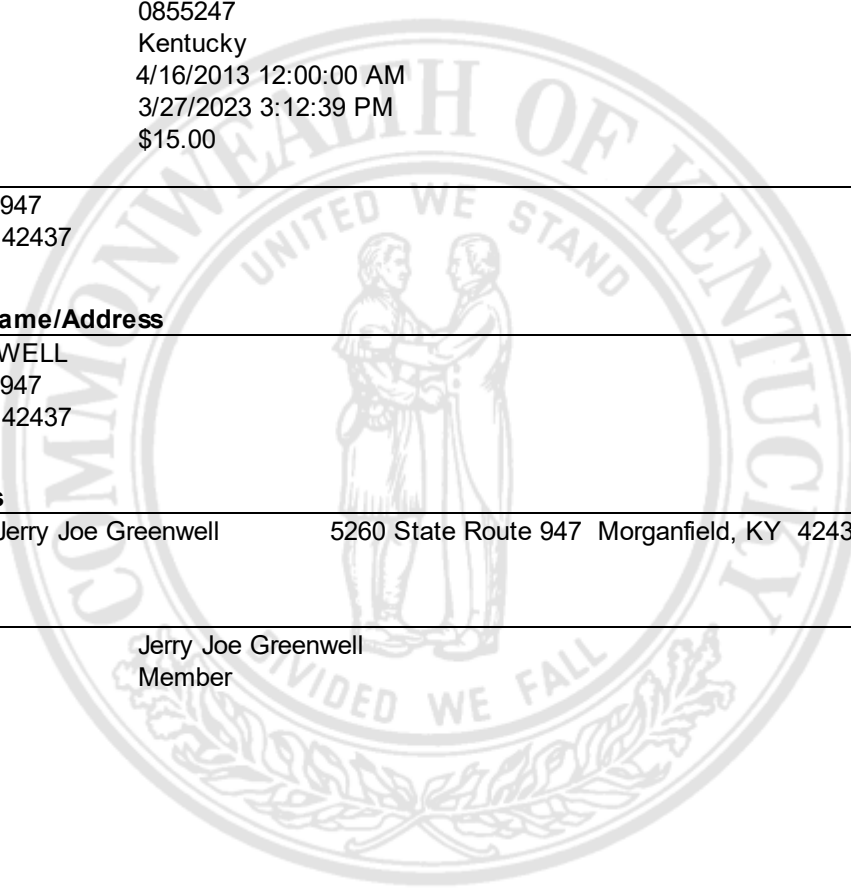 0855247
Kentucky
4/16/2013 12:00:00 AM
3/27/2023 3:12:39 PM
$15.00
947
42437
ame/Address
WELL
947
42437
s
Jerry Joe Greenwell 5260 State Route 947 Morganfield, KY 4243
Jerry Joe Greenwell
Member
COMMONWEALTH OF KENTUCKY
UNITED WE STAND
DIVIDED WE FALL